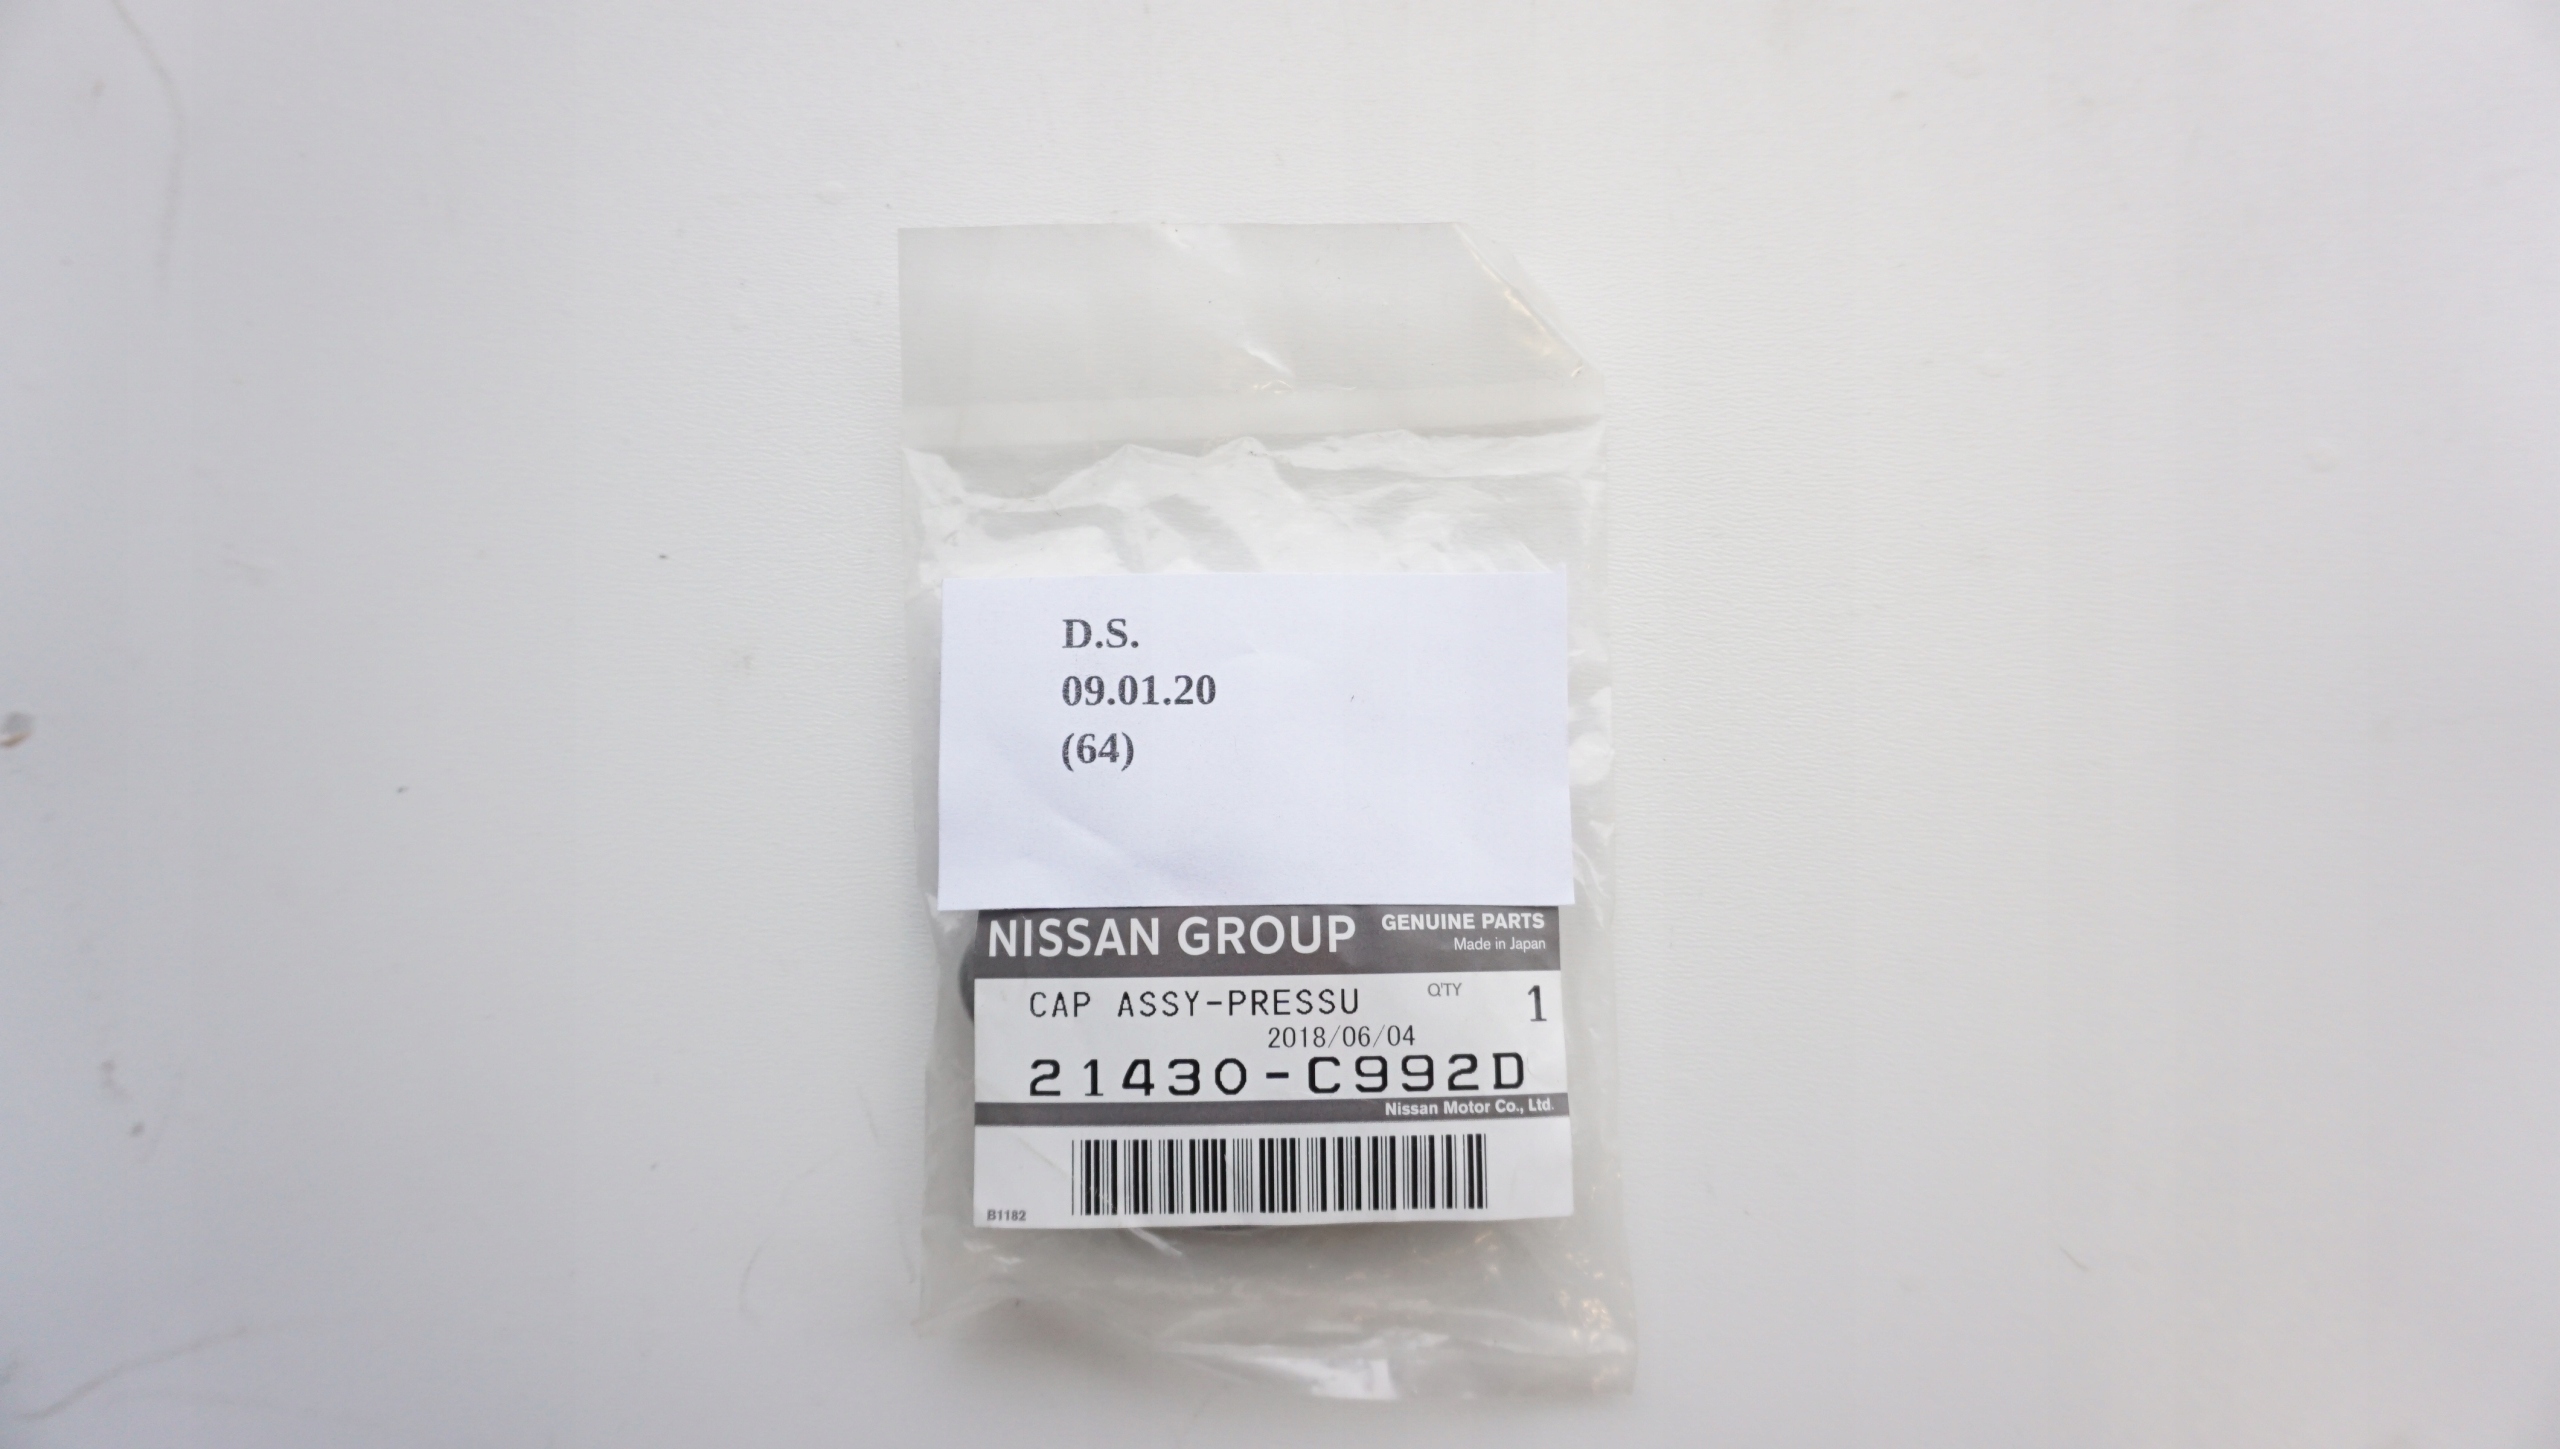 D.S.
09.01.20
(64)
NISSAN GROUP GENUINE PARTS
Made in Japan
CAP ASSY-PRESSU Q'TY 1
2018/06/04
21430-C992D
Nissan Motor Co., Ltd.
B1182